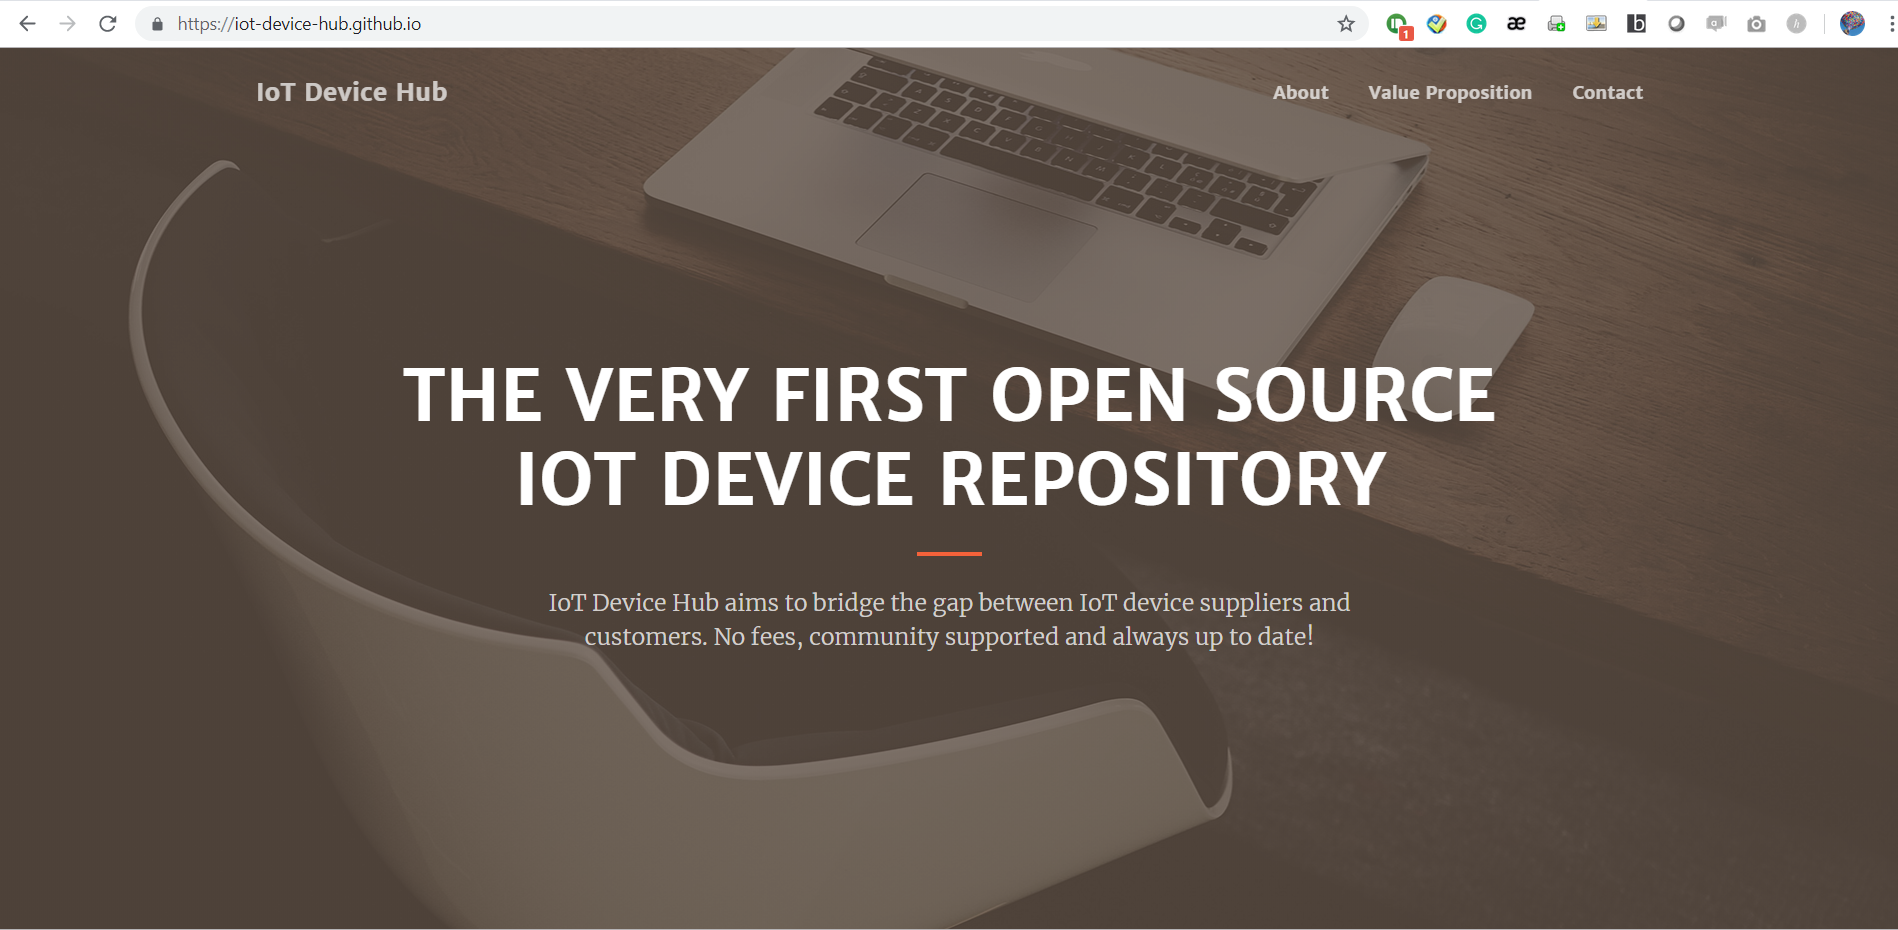 https://iot-device-hub.github.io
1
IoT Device Hub
About
Value Proposition
Contact
THE VERY FIRST OPEN SOURCE
IOT DEVICE REPOSITORY
IoT Device Hub aims to bridge the gap between IoT device suppliers and
customers. No fees, community supported and always up to date!